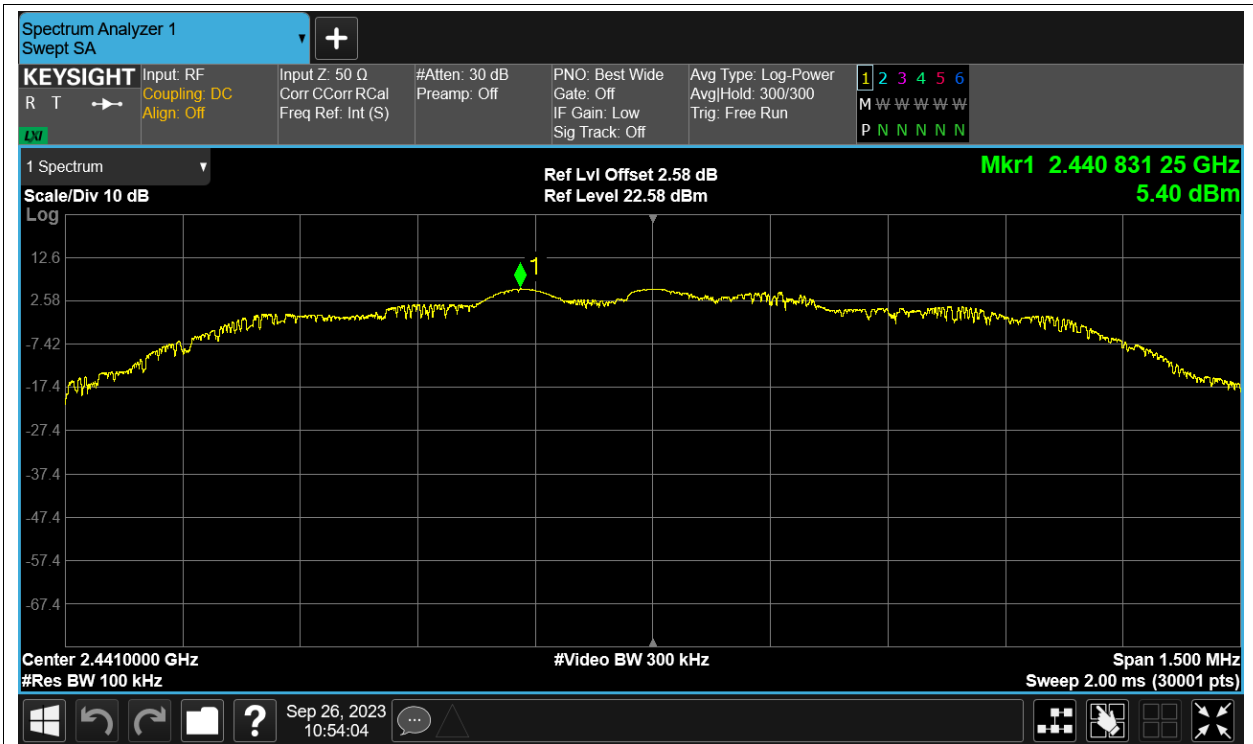 Spectrum Analyzer 1
Swept SA
KEYSIGHT
R T
LXI
Input: RF
Coupling: DC
Align: Off
Input Z: 50 Ω
Corr CCorr RCal
Freq Ref: Int (S)
#Atten: 30 dB
Preamp: Off
PNO: Best Wide
Gate: Off
IF Gain: Low
Sig Track: Off
Avg Type: Log-Power
Avg|Hold: 300/300
Trig: Free Run
1 2 3 4 5 6
M W W W W W
P N N N N N
1 Spectrum
Scale/Div 10 dB
Log
Ref Lvl Offset 2.58 dB
Ref Level 22.58 dBm
Mkr1 2.440 831 25 GHz
5.40 dBm
1
12.6
2.58
-7.42
-17.4
-27.4
-37.4
-47.4
-57.4
-67.4
Center 2.4410000 GHz
#Res BW 100 kHz
#Video BW 300 kHz
Span 1.500 MHz
Sweep 2.00 ms (30001 pts)
?
Sep 26, 2023
10:54:04